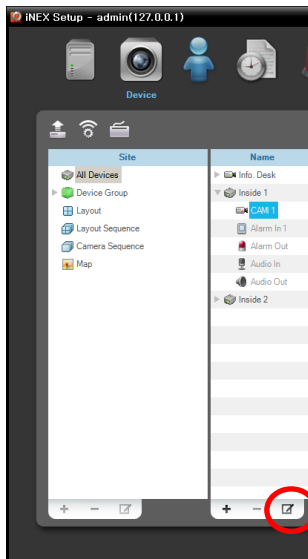 iNEX Setup - admin(127.0.0.1)
Device
Site
All Devices
Device Group
Layout
Layout Sequence
Camera Sequence
Map
Name
Info. Desk
Inside 1
CAM 1
Alarm In 1
Alarm Out
Audio In
Audio Out
Inside 2